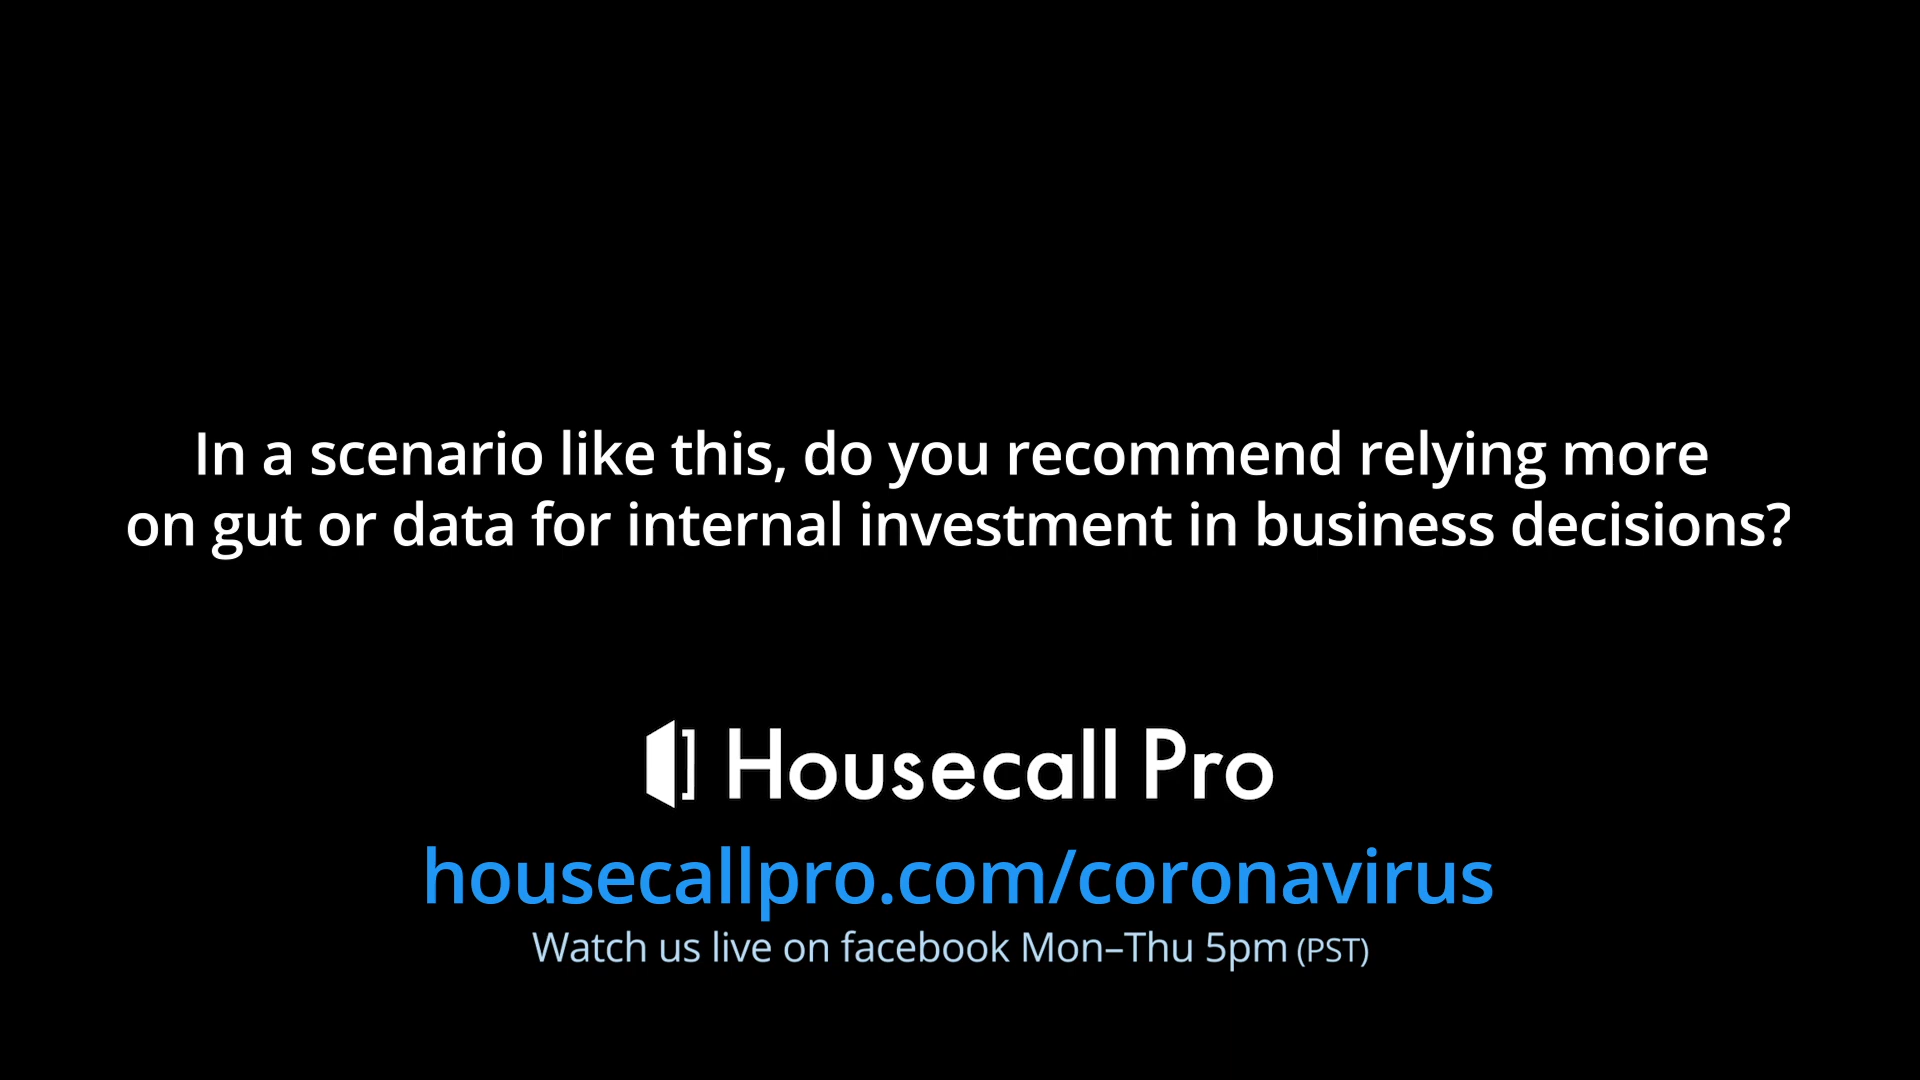 In a scenario like this, do you recommend relying more
on gut or data for internal investment in business decisions?
Housecall Pro
housecallpro.com/coronavirus
Watch us live on facebook Mon–Thu 5pm (PST)